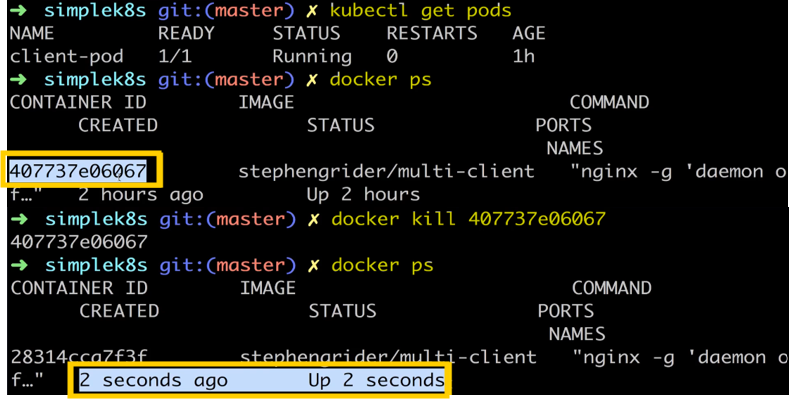 ➜ simplek8s git:(master) ✗ kubectl get pods
NAME READY STATUS RESTARTS AGE
client-pod 1/1 Running 0 1h
➜ simplek8s git:(master) ✗ docker ps
CONTAINER ID IMAGE COMMAND
CREATED STATUS PORTS
NAMES
407737e06067 stephengrider/multi-client "nginx -g 'daemon o
f…" 2 hours ago Up 2 hours
➜ simplek8s git:(master) ✗ docker kill 407737e06067
407737e06067
➜ simplek8s git:(master) ✗ docker ps
CONTAINER ID IMAGE COMMAND
CREATED STATUS PORTS
NAMES
28314cca7f3f stephengrider/multi-client "nginx -g 'daemon o
f…" 2 seconds ago Up 2 seconds